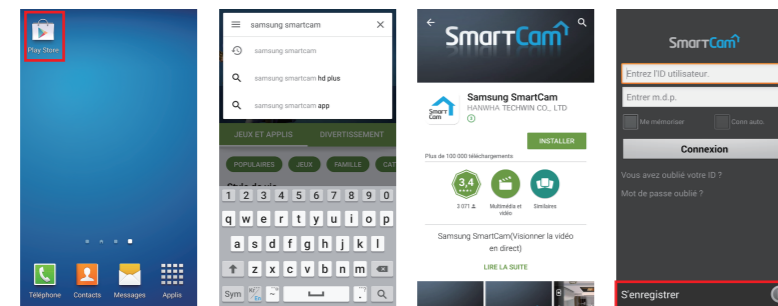 Play Store
Téléphone
Contacts
Messages
Applis
samsung smartcam
samsung smartcam
samsung smartcam hd plus
samsung smartcam app
JEUX ET APPLIS
DIVERTISSEMENT
POPULAIRES
JEUX
FAMILLE
CAT
1 2 3 4 5 6 7 8 9 0
q w e r t y u i o p
a s d f g h j k l
z x c v b n m
Sym
SmarTCam
Smart
Cam
Samsung SmartCam
HANWHA TECHWIN CO., LTD
INSTALLER
Plus de 100 000 téléchargements
3,4
3 071
Multimédia et
vidéo
Similaires
Samsung SmartCam(Visionner la vidéo
en direct)
LIRE LA SUITE
SmarTCam
Entrez l'ID utilisateur.
Entrer m.d.p.
Me mémoriser
Conn auto.
Connexion
Vous avez oublié votre ID ?
Mot de passe oublié ?
S'enregistrer